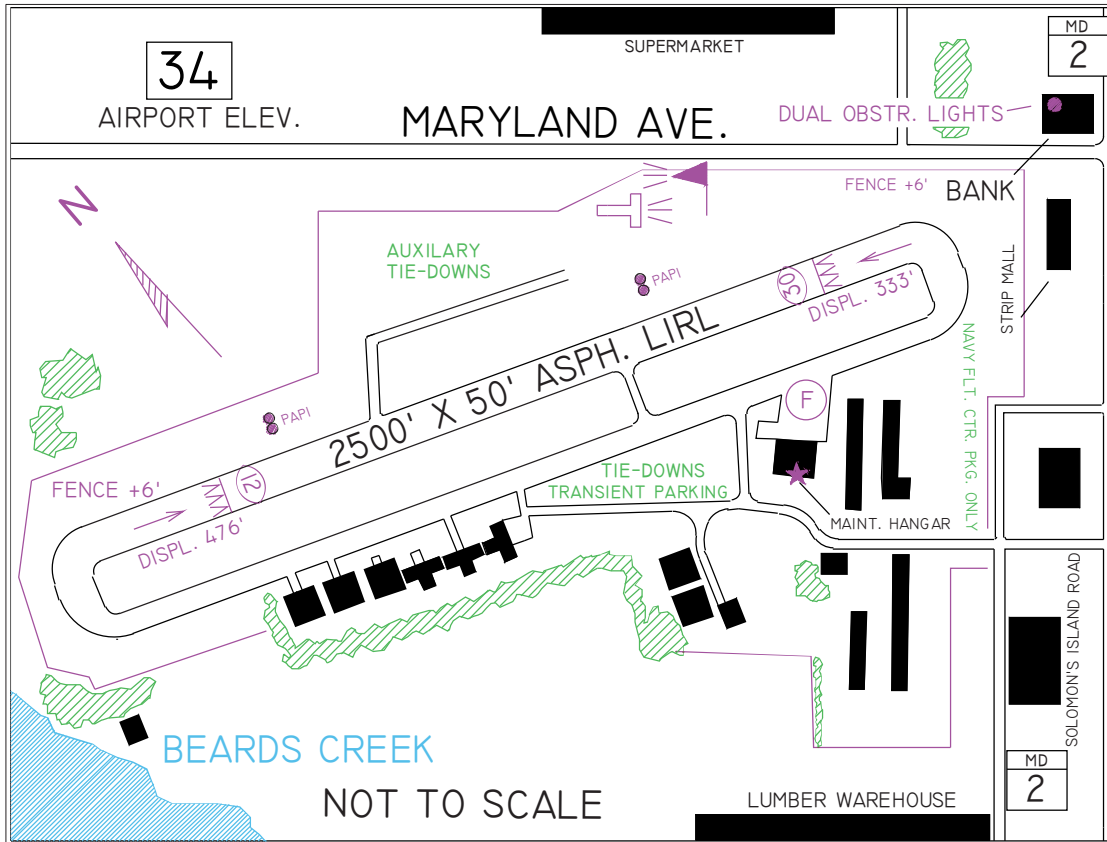 SUPERMARKET
MD
2
34
AIRPORT ELEV.
MARYLAND AVE.
DUAL OBSTR. LIGHTS
BANK
FENCE +6'
N
AUXILARY
TIE-DOWNS
PAPI
30
DISPL. 333'
STRIP MALL
2500' X 50' ASPH. LIRL
NAVY FLT. CTR. PKG. ONLY
F
PAPI
FENCE +6'
12
DISPL. 476'
TIE-DOWNS
TRANSIENT PARKING
MAINT. HANGAR
SOLOMON'S ISLAND ROAD
BEARDS CREEK
NOT TO SCALE
LUMBER WAREHOUSE
MD
2